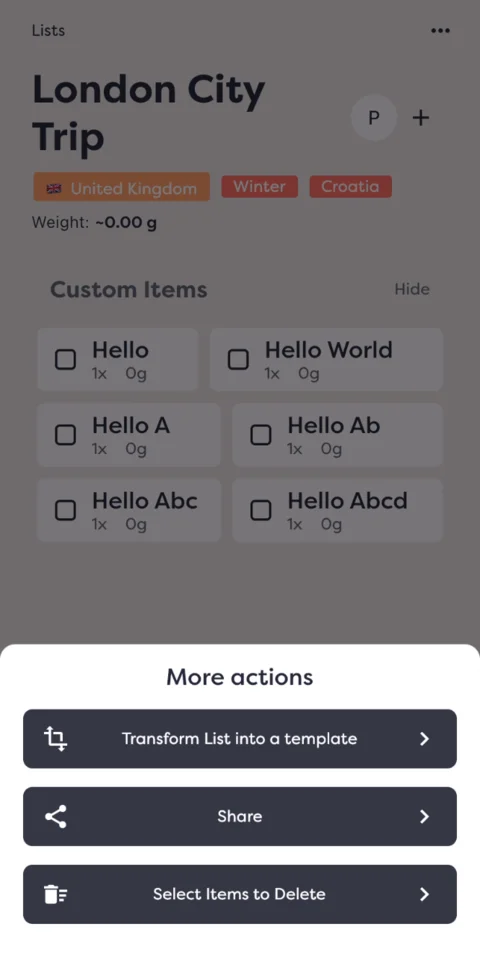 Lists
London City
Trip
P
+
United Kingdom
Winter
Croatia
Weight: ~0.00 g
Custom Items
Hide
Hello
1x 0g
Hello World
1x 0g
Hello A
1x 0g
Hello Ab
1x 0g
Hello Abc
1x 0g
Hello Abcd
1x 0g
More actions
Transform List into a template
Share
Select Items to Delete